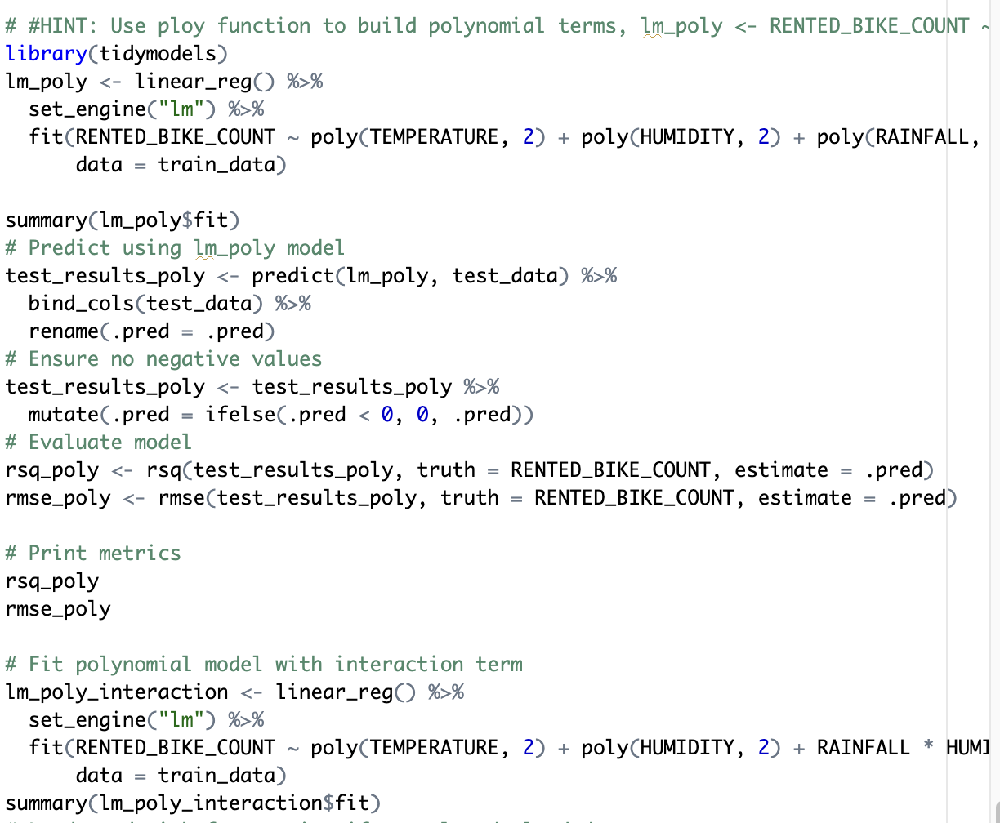 # #HINT: Use ploy function to build polynomial terms, lm_poly <- RENTED_BIKE_COUNT ~
library(tidymodels)
lm_poly <- linear_reg() %>%
  set_engine("lm") %>%
  fit(RENTED_BIKE_COUNT ~ poly(TEMPERATURE, 2) + poly(HUMIDITY, 2) + poly(RAINFALL,
      data = train_data)

summary(lm_poly$fit)
# Predict using lm_poly model
test_results_poly <- predict(lm_poly, test_data) %>%
  bind_cols(test_data) %>%
  rename(.pred = .pred)
# Ensure no negative values
test_results_poly <- test_results_poly %>%
  mutate(.pred = ifelse(.pred < 0, 0, .pred))
# Evaluate model
rsq_poly <- rsq(test_results_poly, truth = RENTED_BIKE_COUNT, estimate = .pred)
rmse_poly <- rmse(test_results_poly, truth = RENTED_BIKE_COUNT, estimate = .pred)

# Print metrics
rsq_poly
rmse_poly

# Fit polynomial model with interaction term
lm_poly_interaction <- linear_reg() %>%
  set_engine("lm") %>%
  fit(RENTED_BIKE_COUNT ~ poly(TEMPERATURE, 2) + poly(HUMIDITY, 2) + RAINFALL * HUMI
      data = train_data)
summary(lm_poly_interaction$fit)